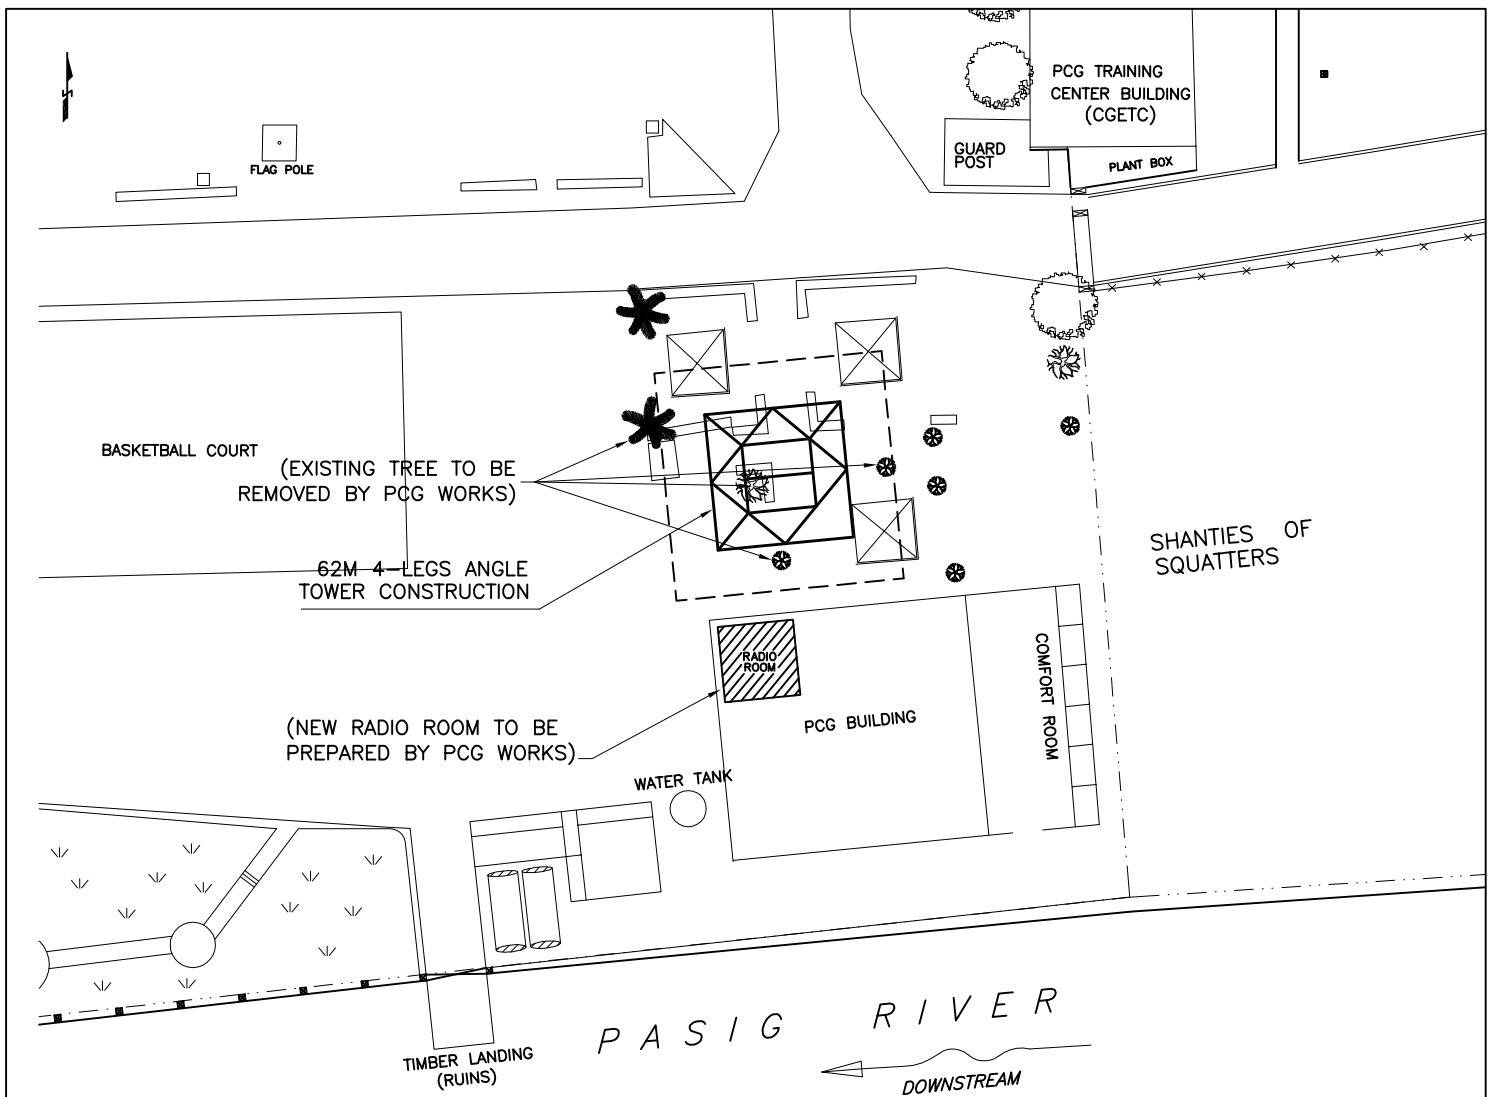 PCG TRAINING
CENTER BUILDING
(CGETC)
N
FLAG POLE
GUARD
POST
PLANT BOX
BASKETBALL COURT
(EXISTING TREE TO BE
REMOVED BY PCG WORKS)
SHANTIES OF
SQUATTERS
62M 4-LEGS ANGLE
TOWER CONSTRUCTION
RADIO
ROOM
COMFORT ROOM
PCG BUILDING
(NEW RADIO ROOM TO BE
PREPARED BY PCG WORKS)
WATER TANK
PASIG RIVER
TIMBER LANDING
(RUINS)
DOWNSTREAM